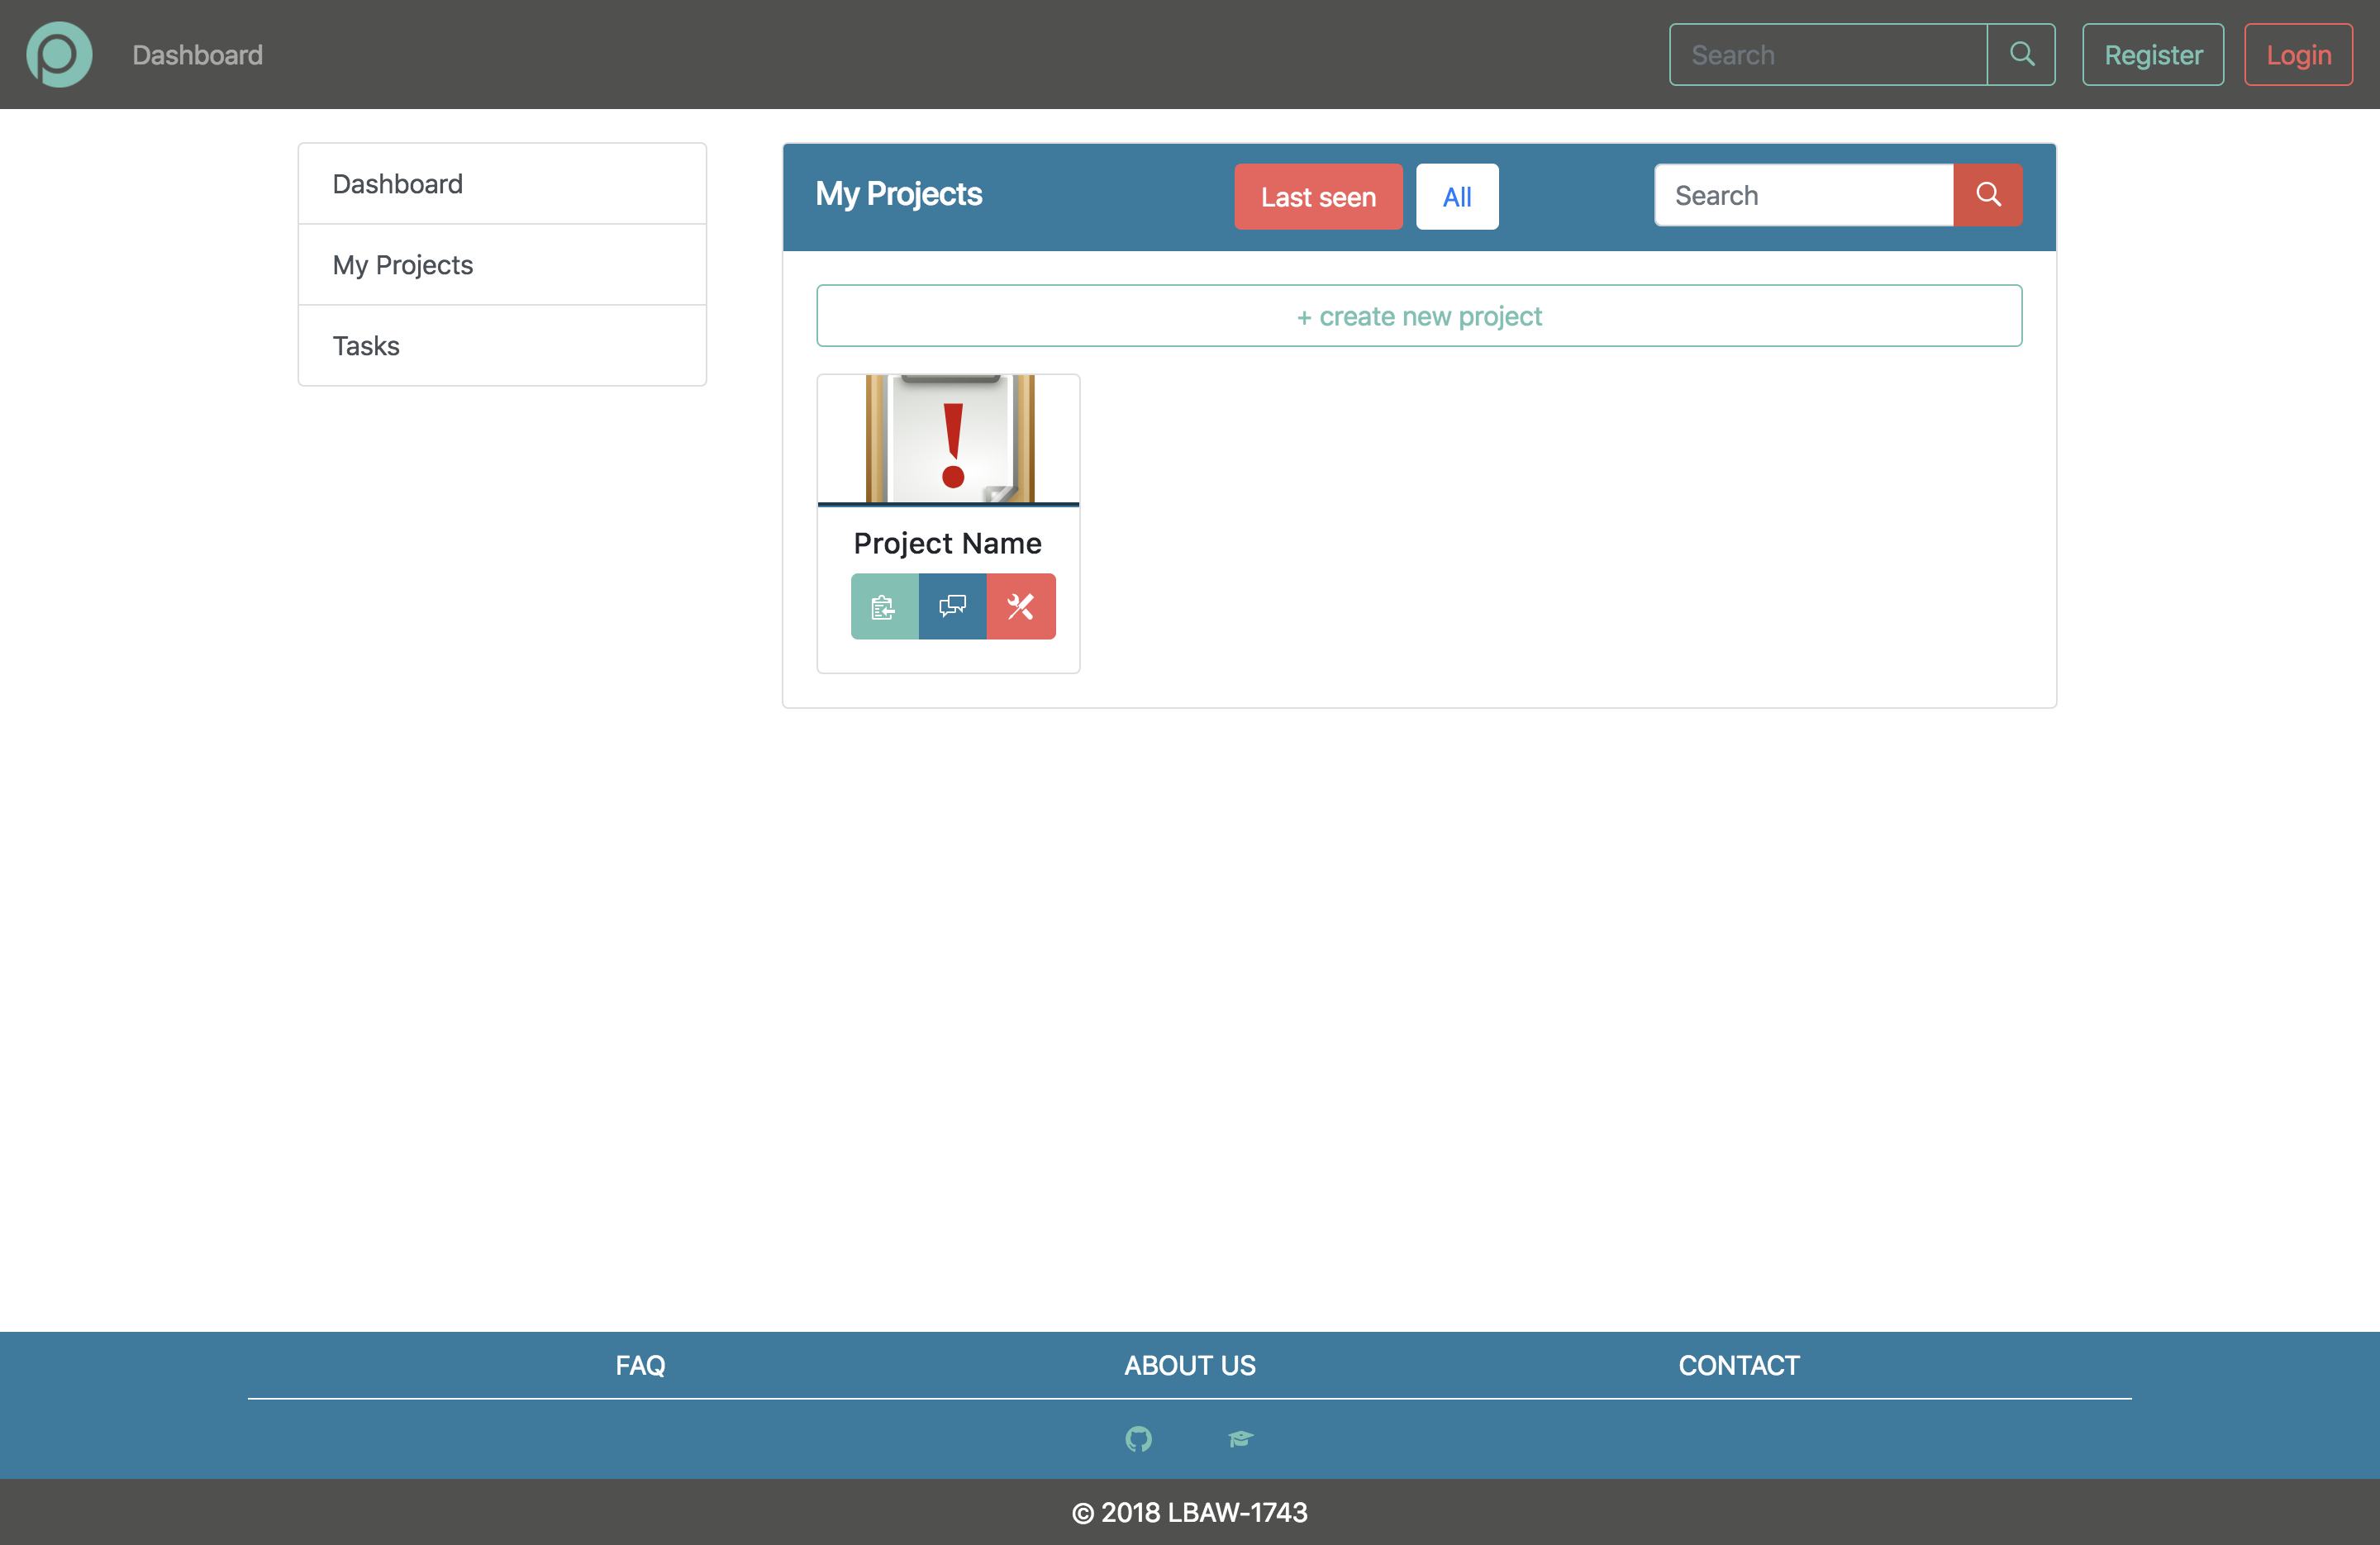 Dashboard
Search
Register
Login
Dashboard
My Projects
Tasks
My Projects
Last seen
All
Search
+ create new project
Project Name
FAQ
ABOUT US
CONTACT
© 2018 LBAW-1743